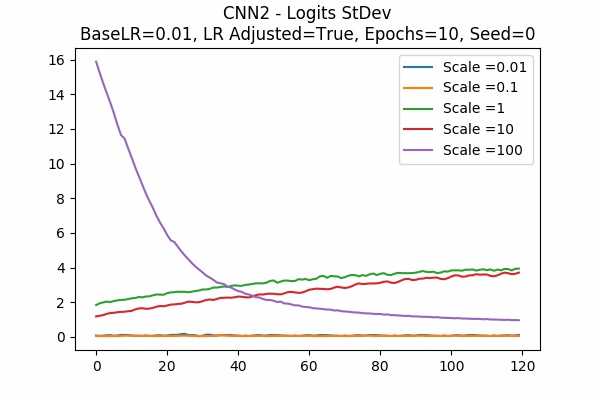 CNN2 - Logits StDev
BaseLR=0.01, LR Adjusted=True, Epochs=10, Seed=0
16
14
12
10
8
6
4
2
0
Scale =0.01
Scale =0.1
Scale =1
Scale =10
Scale =100
0 20 40 60 80 100 120